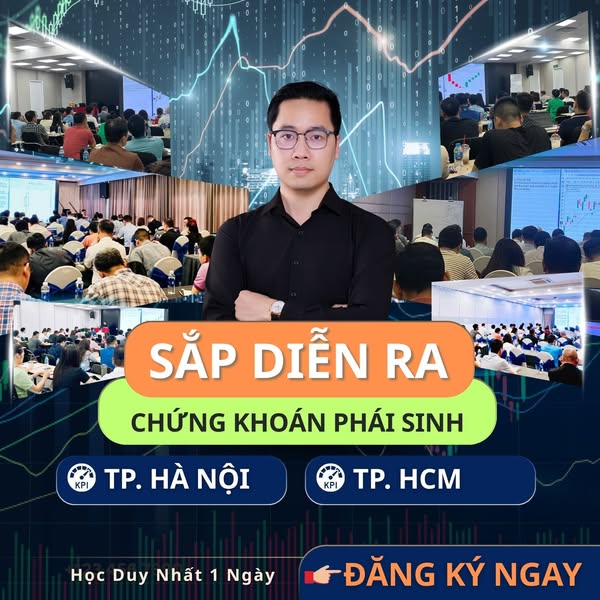 SẮP DIỄN RA
CHỨNG KHOÁN PHÁI SINH
KPI TP. HÀ NỘI
KPI TP. HCM
Học Duy Nhất 1 Ngày
ĐĂNG KÝ NGAY